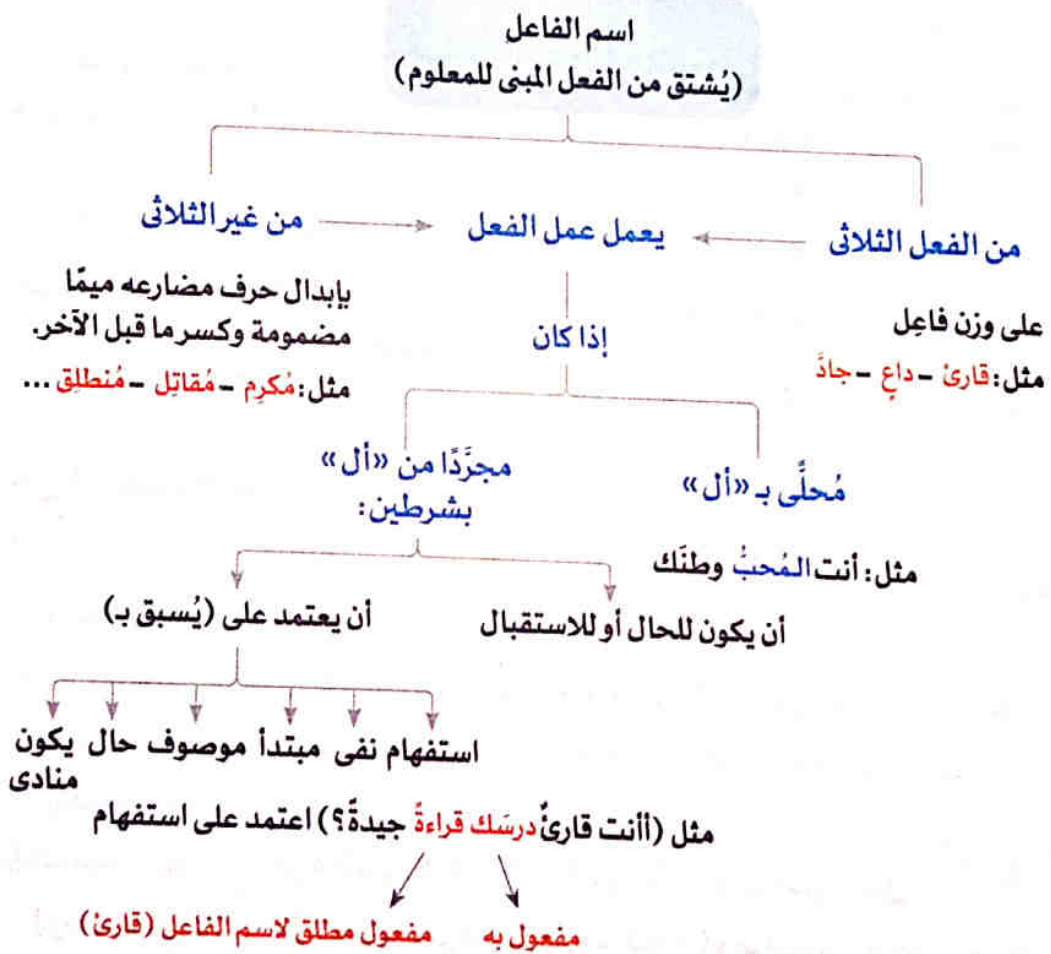 اسم الفاعل
(يُشتق من الفعل المبنى للمعلوم)
من الفعل الثلاثى
يعمل عمل الفعل
من غير الثلاثى
على وزن فاعِل
مثل: قارئ – داعٍ – جادَّ
بإبدال حرف مضارعه ميمًا
مضمومة وكسر ما قبل الآخر.
مثل: مُكرِم – مُقاتِل – مُنطلِق ...
إذا كان
مُحلًّى بـ «أل»
مثل: أنت المُحبُّ وطنَك
مجرَّدًا من «أل»
بشرطين:
أن يكون للحال أو للاستقبال
أن يعتمد على (يُسبق بـ)
استفهام نفى مبتدأ موصوف حال يكون
منادى
مثل (أأنت قارئٌ درسَك قراءةً جيدةً؟) اعتمد على استفهام
مفعول به
مفعول مطلق لاسم الفاعل (قارئ)